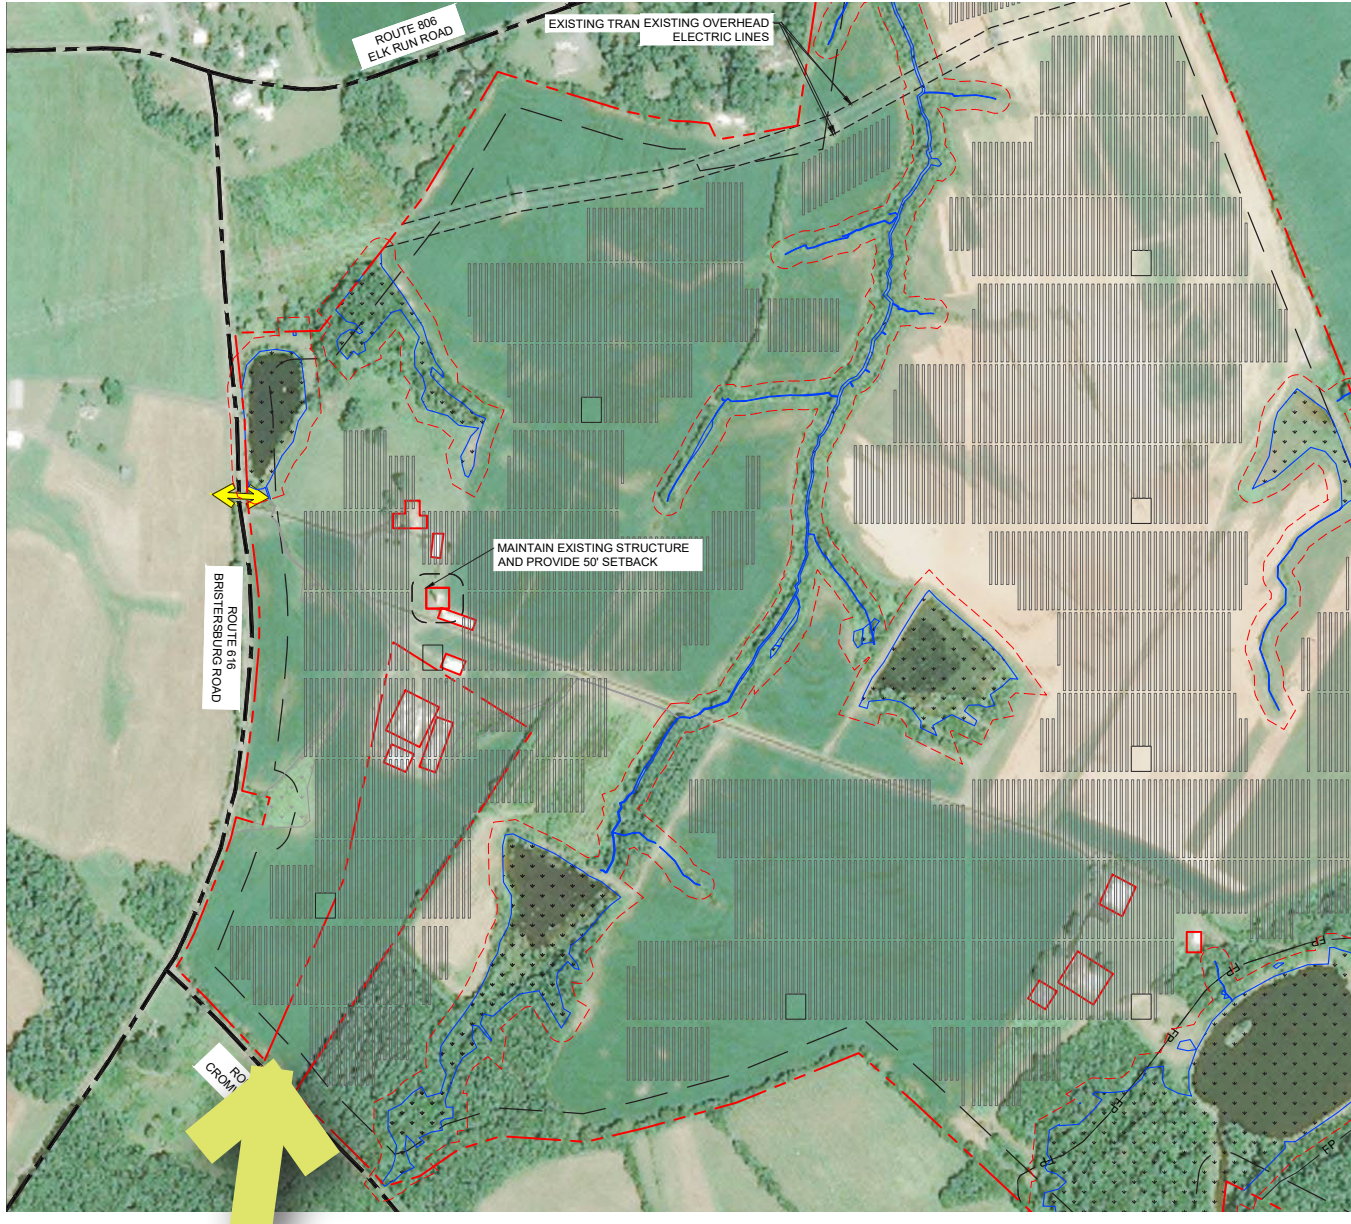 ROUTE 806
ELK RUN ROAD
EXISTING TRAN EXISTING OVERHEAD
ELECTRIC LINES
MAINTAIN EXISTING STRUCTURE
AND PROVIDE 50' SETBACK
ROUTE 616
BRISTERSBURG ROAD
FP
FP
FP
FP
FP
FP